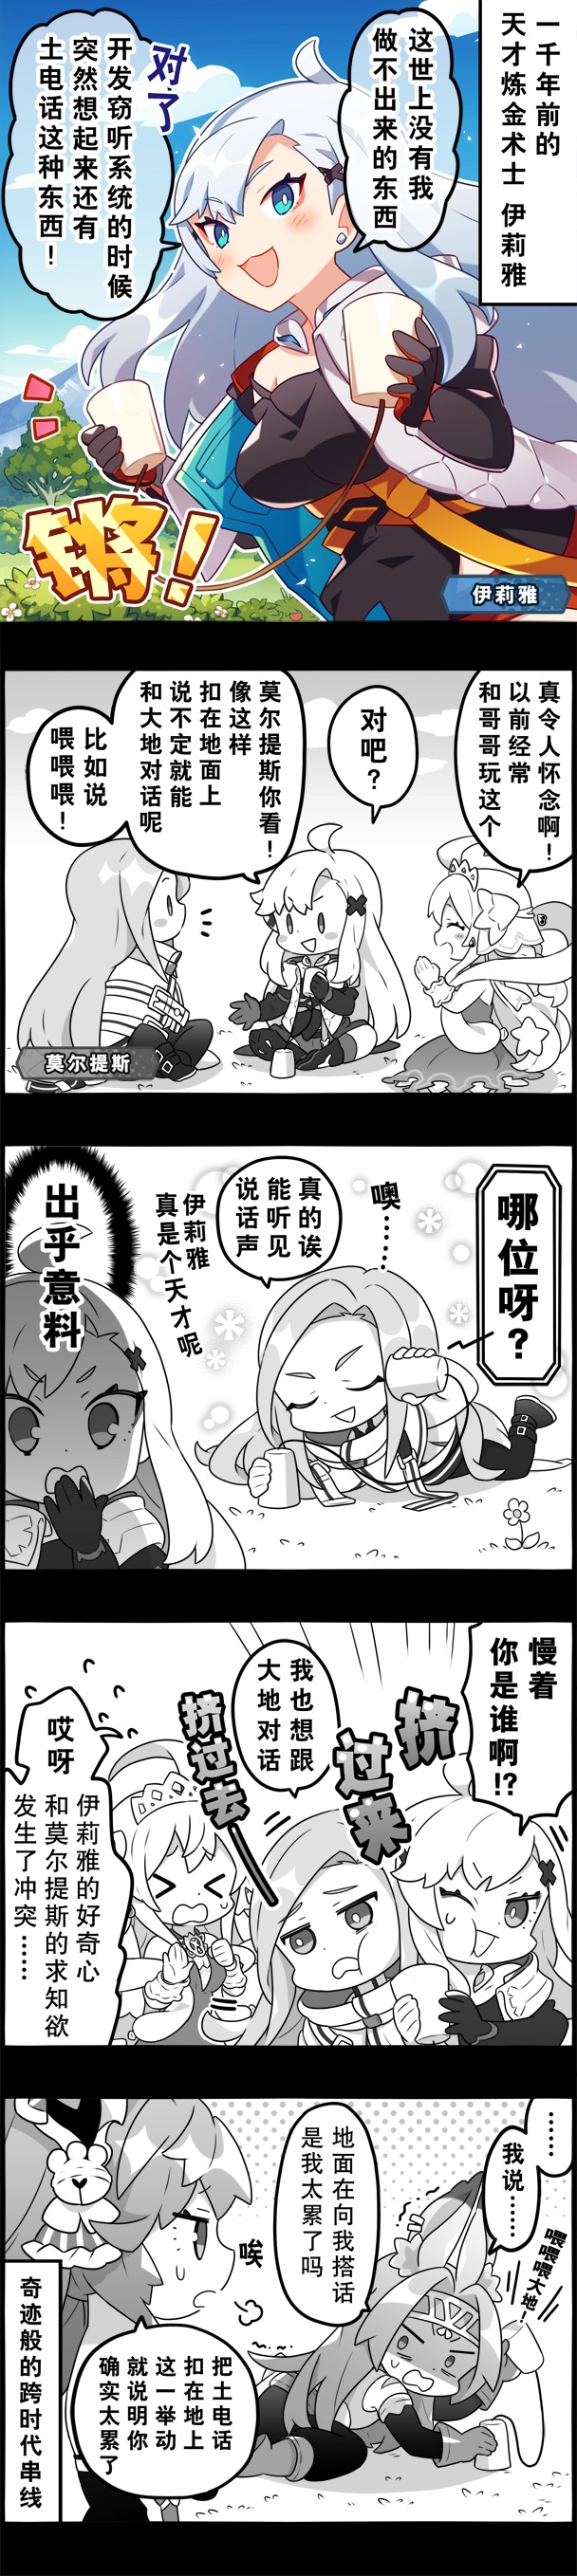 一千年前的
天才炼金术士 伊莉雅
这世上没有我
做不出来的东西
对了
开发窃听系统的时候
突然想起来还有
土电话这种东西！
锵！
伊莉雅
真令人怀念啊！
以前经常
和哥哥玩这个
对吧？
莫尔提斯你看！
像这样
扣在地面上
说不定就能
和大地对话呢
比如说
喂喂喂！
莫尔提斯
哪位呀？
噢……
真的诶
能听见
说话声
伊莉雅
真是个天才呢
出乎意料
慢着
你是谁啊!?
挤过来
我也想跟
大地对话
挤过去
哎呀
伊莉雅的好奇心
和莫尔提斯的求知欲
发生了冲突……
……
我说……
喂喂喂大地！
地面在向我搭话
是我太累了吗
唉
把土电话
扣在地上
这一举动
就说明你
确实太累了
奇迹般的跨时代串线